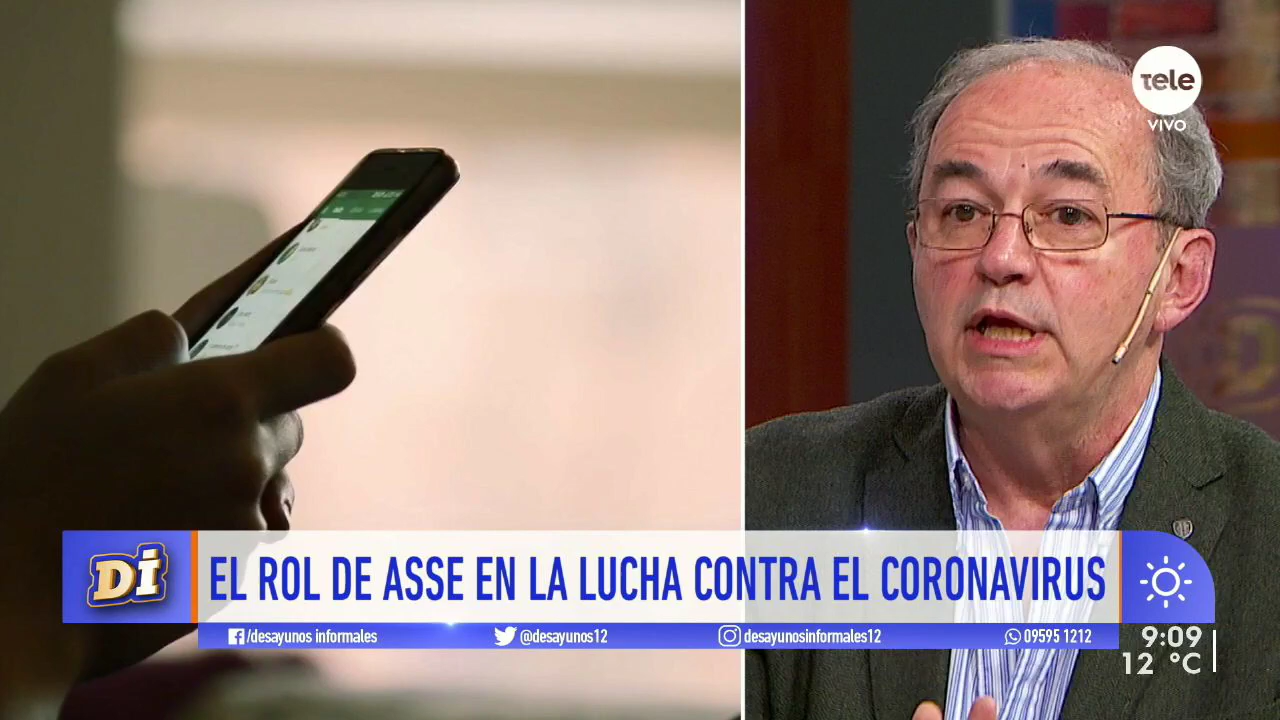 tele
VIVO
Di
EL ROL DE ASSE EN LA LUCHA CONTRA EL CORONAVIRUS
/desayunos informales
@desayunos12
desayunosinformales12
09595 1212
9:09
12 °C